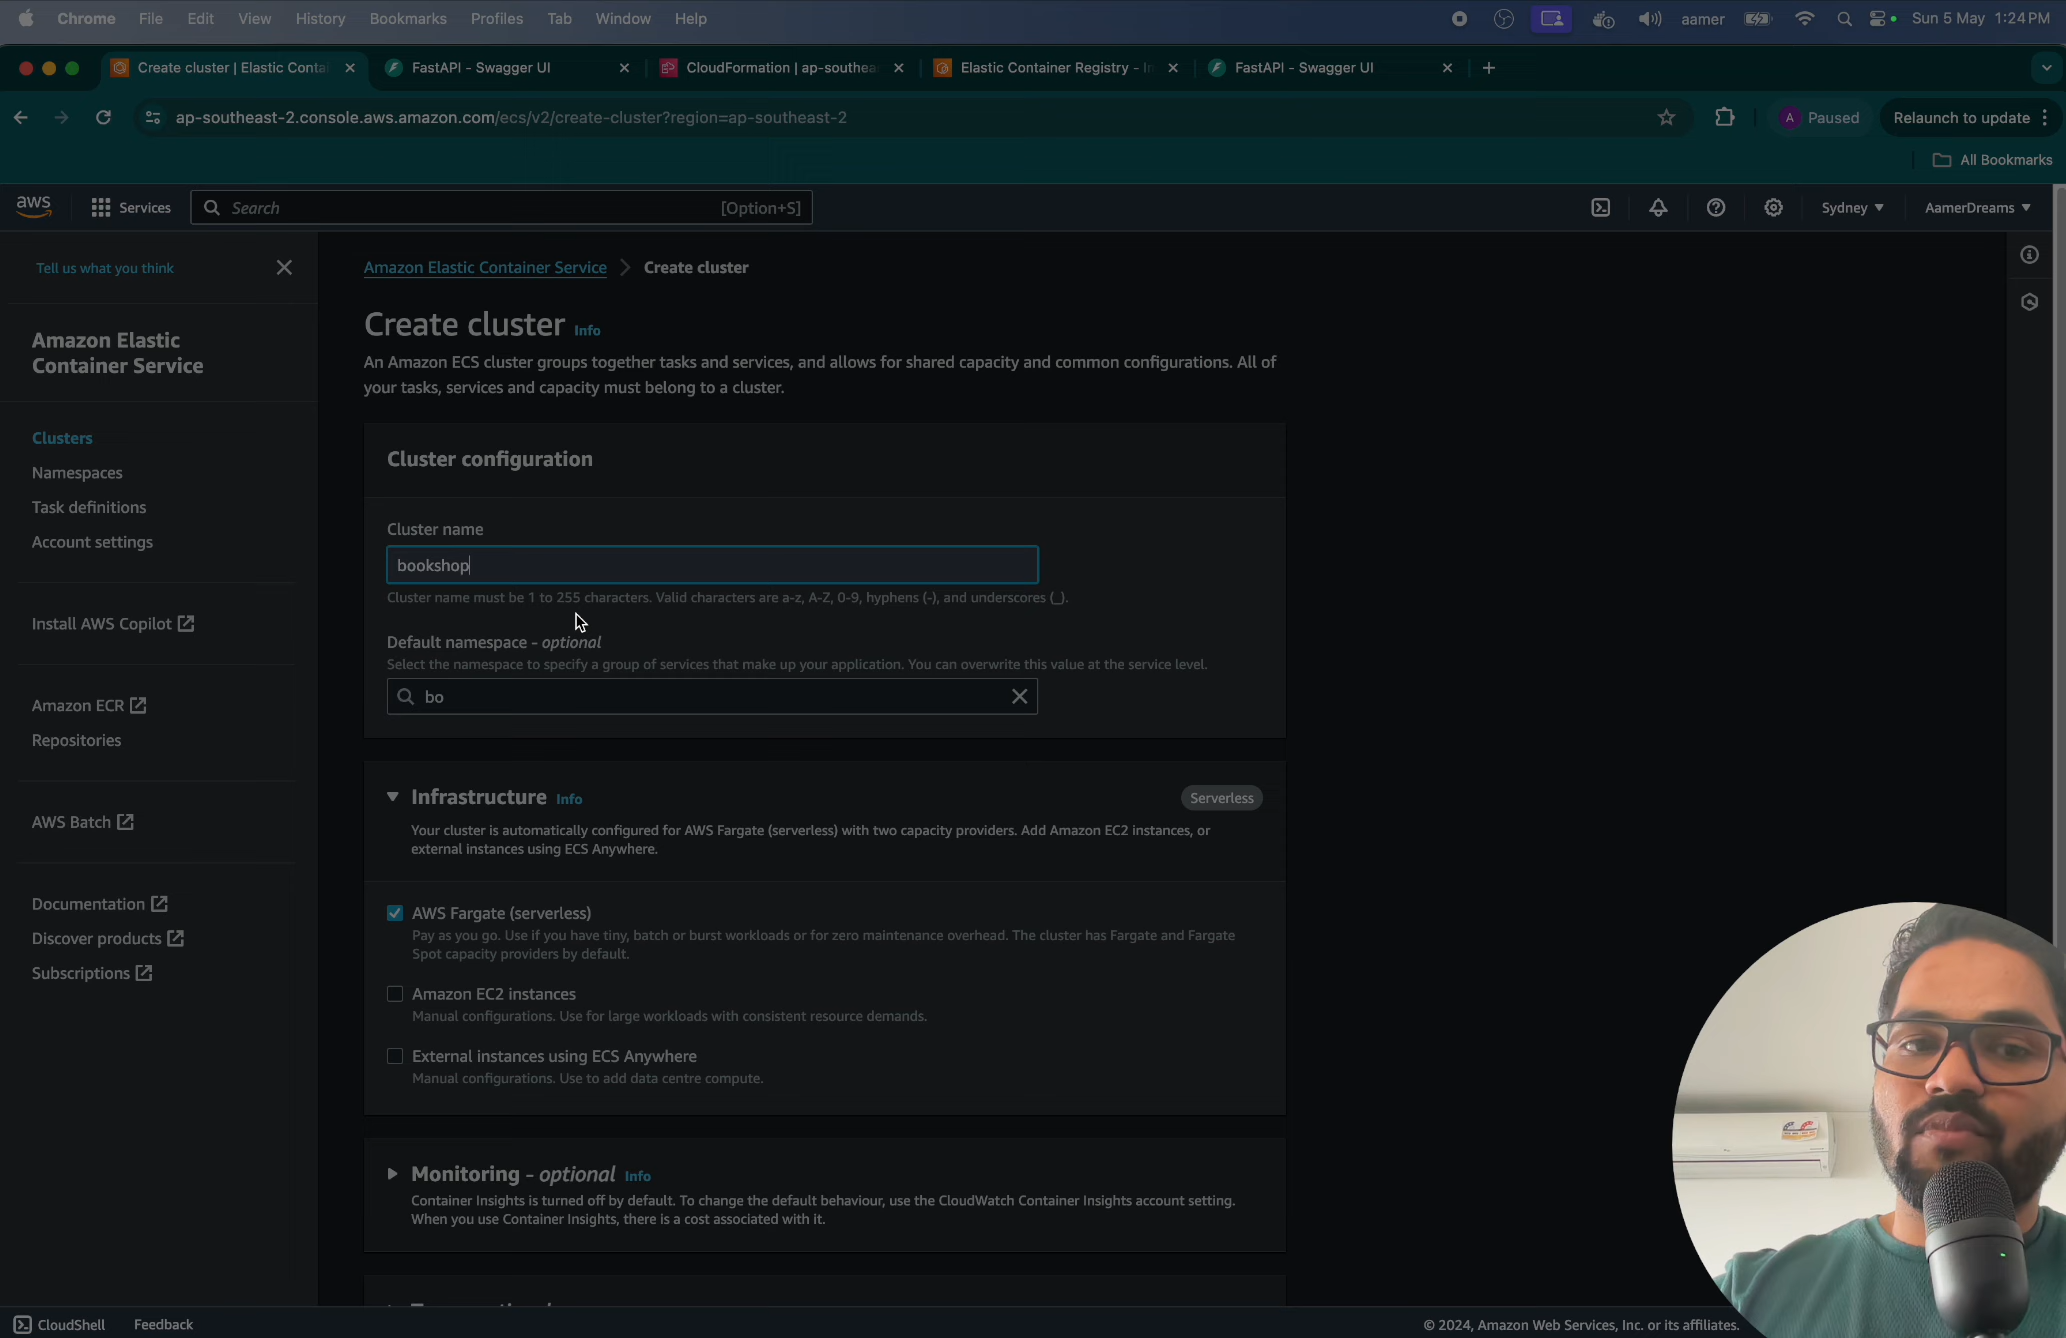 Chrome File Edit View History Bookmarks Profiles Tab Window Help
aamer Sun 5 May 1:24 PM
Create cluster | Elastic Contai
FastAPI - Swagger UI
CloudFormation | ap-southea
Elastic Container Registry - In
FastAPI - Swagger UI
ap-southeast-2.console.aws.amazon.com/ecs/v2/create-cluster?region=ap-southeast-2
A Paused
Relaunch to update
All Bookmarks
aws Services Search [Option+S] Sydney AamerDreams
Tell us what you think
Amazon Elastic
Container Service
Clusters
Namespaces
Task definitions
Account settings
Install AWS Copilot
Amazon ECR
Repositories
AWS Batch
Documentation
Discover products
Subscriptions
Amazon Elastic Container Service > Create cluster
Create cluster Info
An Amazon ECS cluster groups together tasks and services, and allows for shared capacity and common configurations. All of
your tasks, services and capacity must belong to a cluster.
Cluster configuration
Cluster name
bookshop
Cluster name must be 1 to 255 characters. Valid characters are a-z, A-Z, 0-9, hyphens (-), and underscores (_).
Default namespace - optional
Select the namespace to specify a group of services that make up your application. You can overwrite this value at the service level.
bo
Infrastructure Info
Serverless
Your cluster is automatically configured for AWS Fargate (serverless) with two capacity providers. Add Amazon EC2 instances, or
external instances using ECS Anywhere.
AWS Fargate (serverless)
Pay as you go. Use if you have tiny, batch or burst workloads or for zero maintenance overhead. The cluster has Fargate and Fargate
Spot capacity providers by default.
Amazon EC2 instances
Manual configurations. Use for large workloads with consistent resource demands.
External instances using ECS Anywhere
Manual configurations. Use to add data centre compute.
Monitoring - optional Info
Container Insights is turned off by default. To change the default behaviour, use the CloudWatch Container Insights account setting.
When you use Container Insights, there is a cost associated with it.
CloudShell Feedback
© 2024, Amazon Web Services, Inc. or its affiliates.